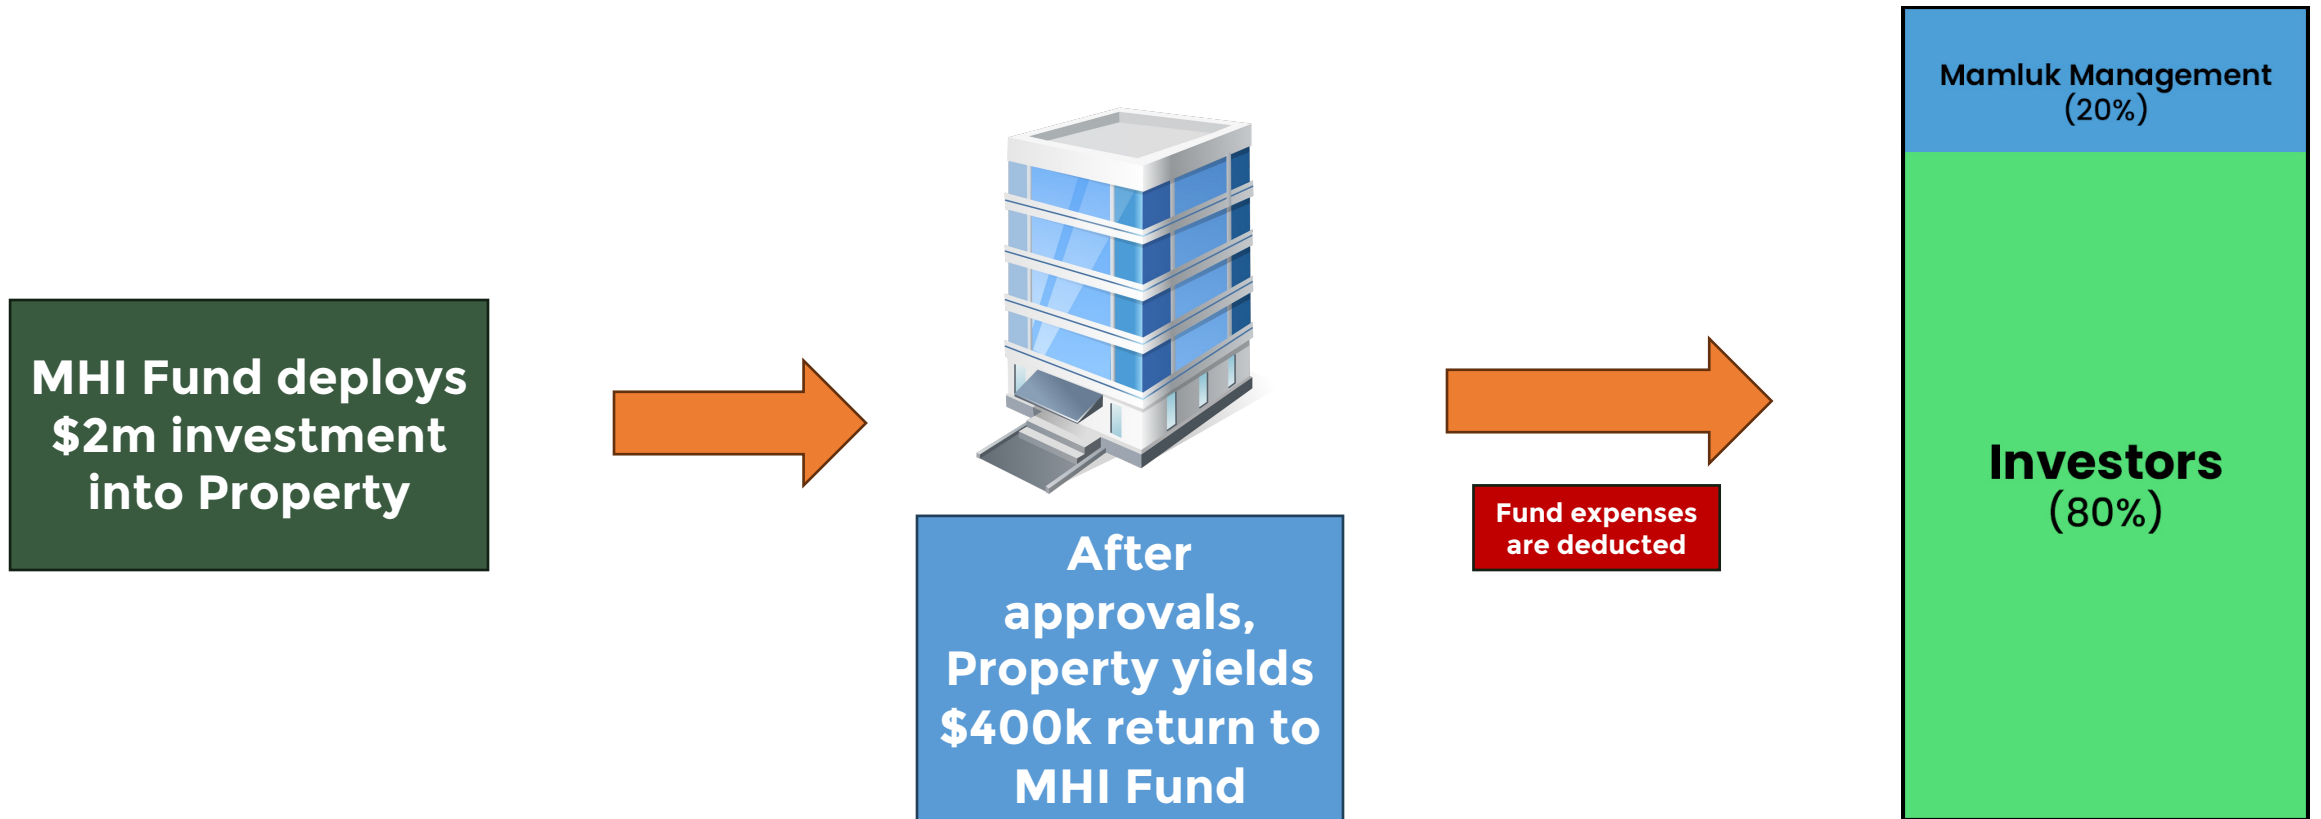 MHI Fund deploys
$2m investment
into Property
After
approvals,
Property yields
$400k return to
MHI Fund
Fund expenses
are deducted
Mamluk Management
(20%)
Investors
(80%)